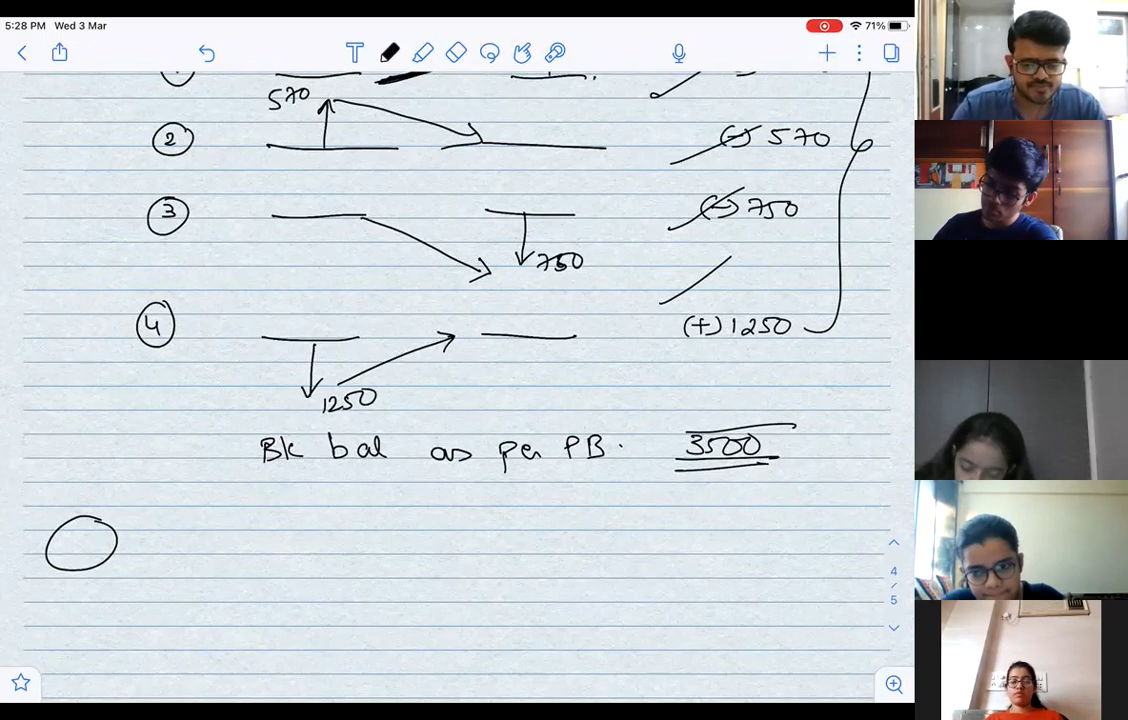 5:28 PM Wed 3 Mar
71%
T
570
2 (-) 570
3 (-) 750
750
4 (+) 1250
1250
Bk bal as per PB. 3500
4
/
5